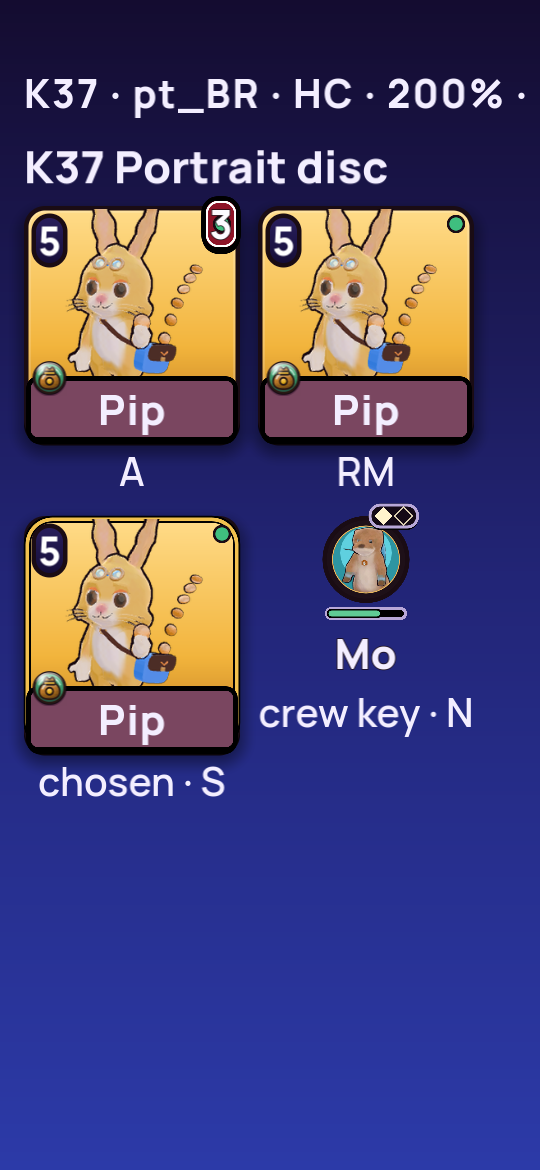 K37 · pt_BR · HC · 200% ·
K37 Portrait disc
5
3
Pip
A
5
Pip
RM
5
Pip
chosen · S
Mo
crew key · N